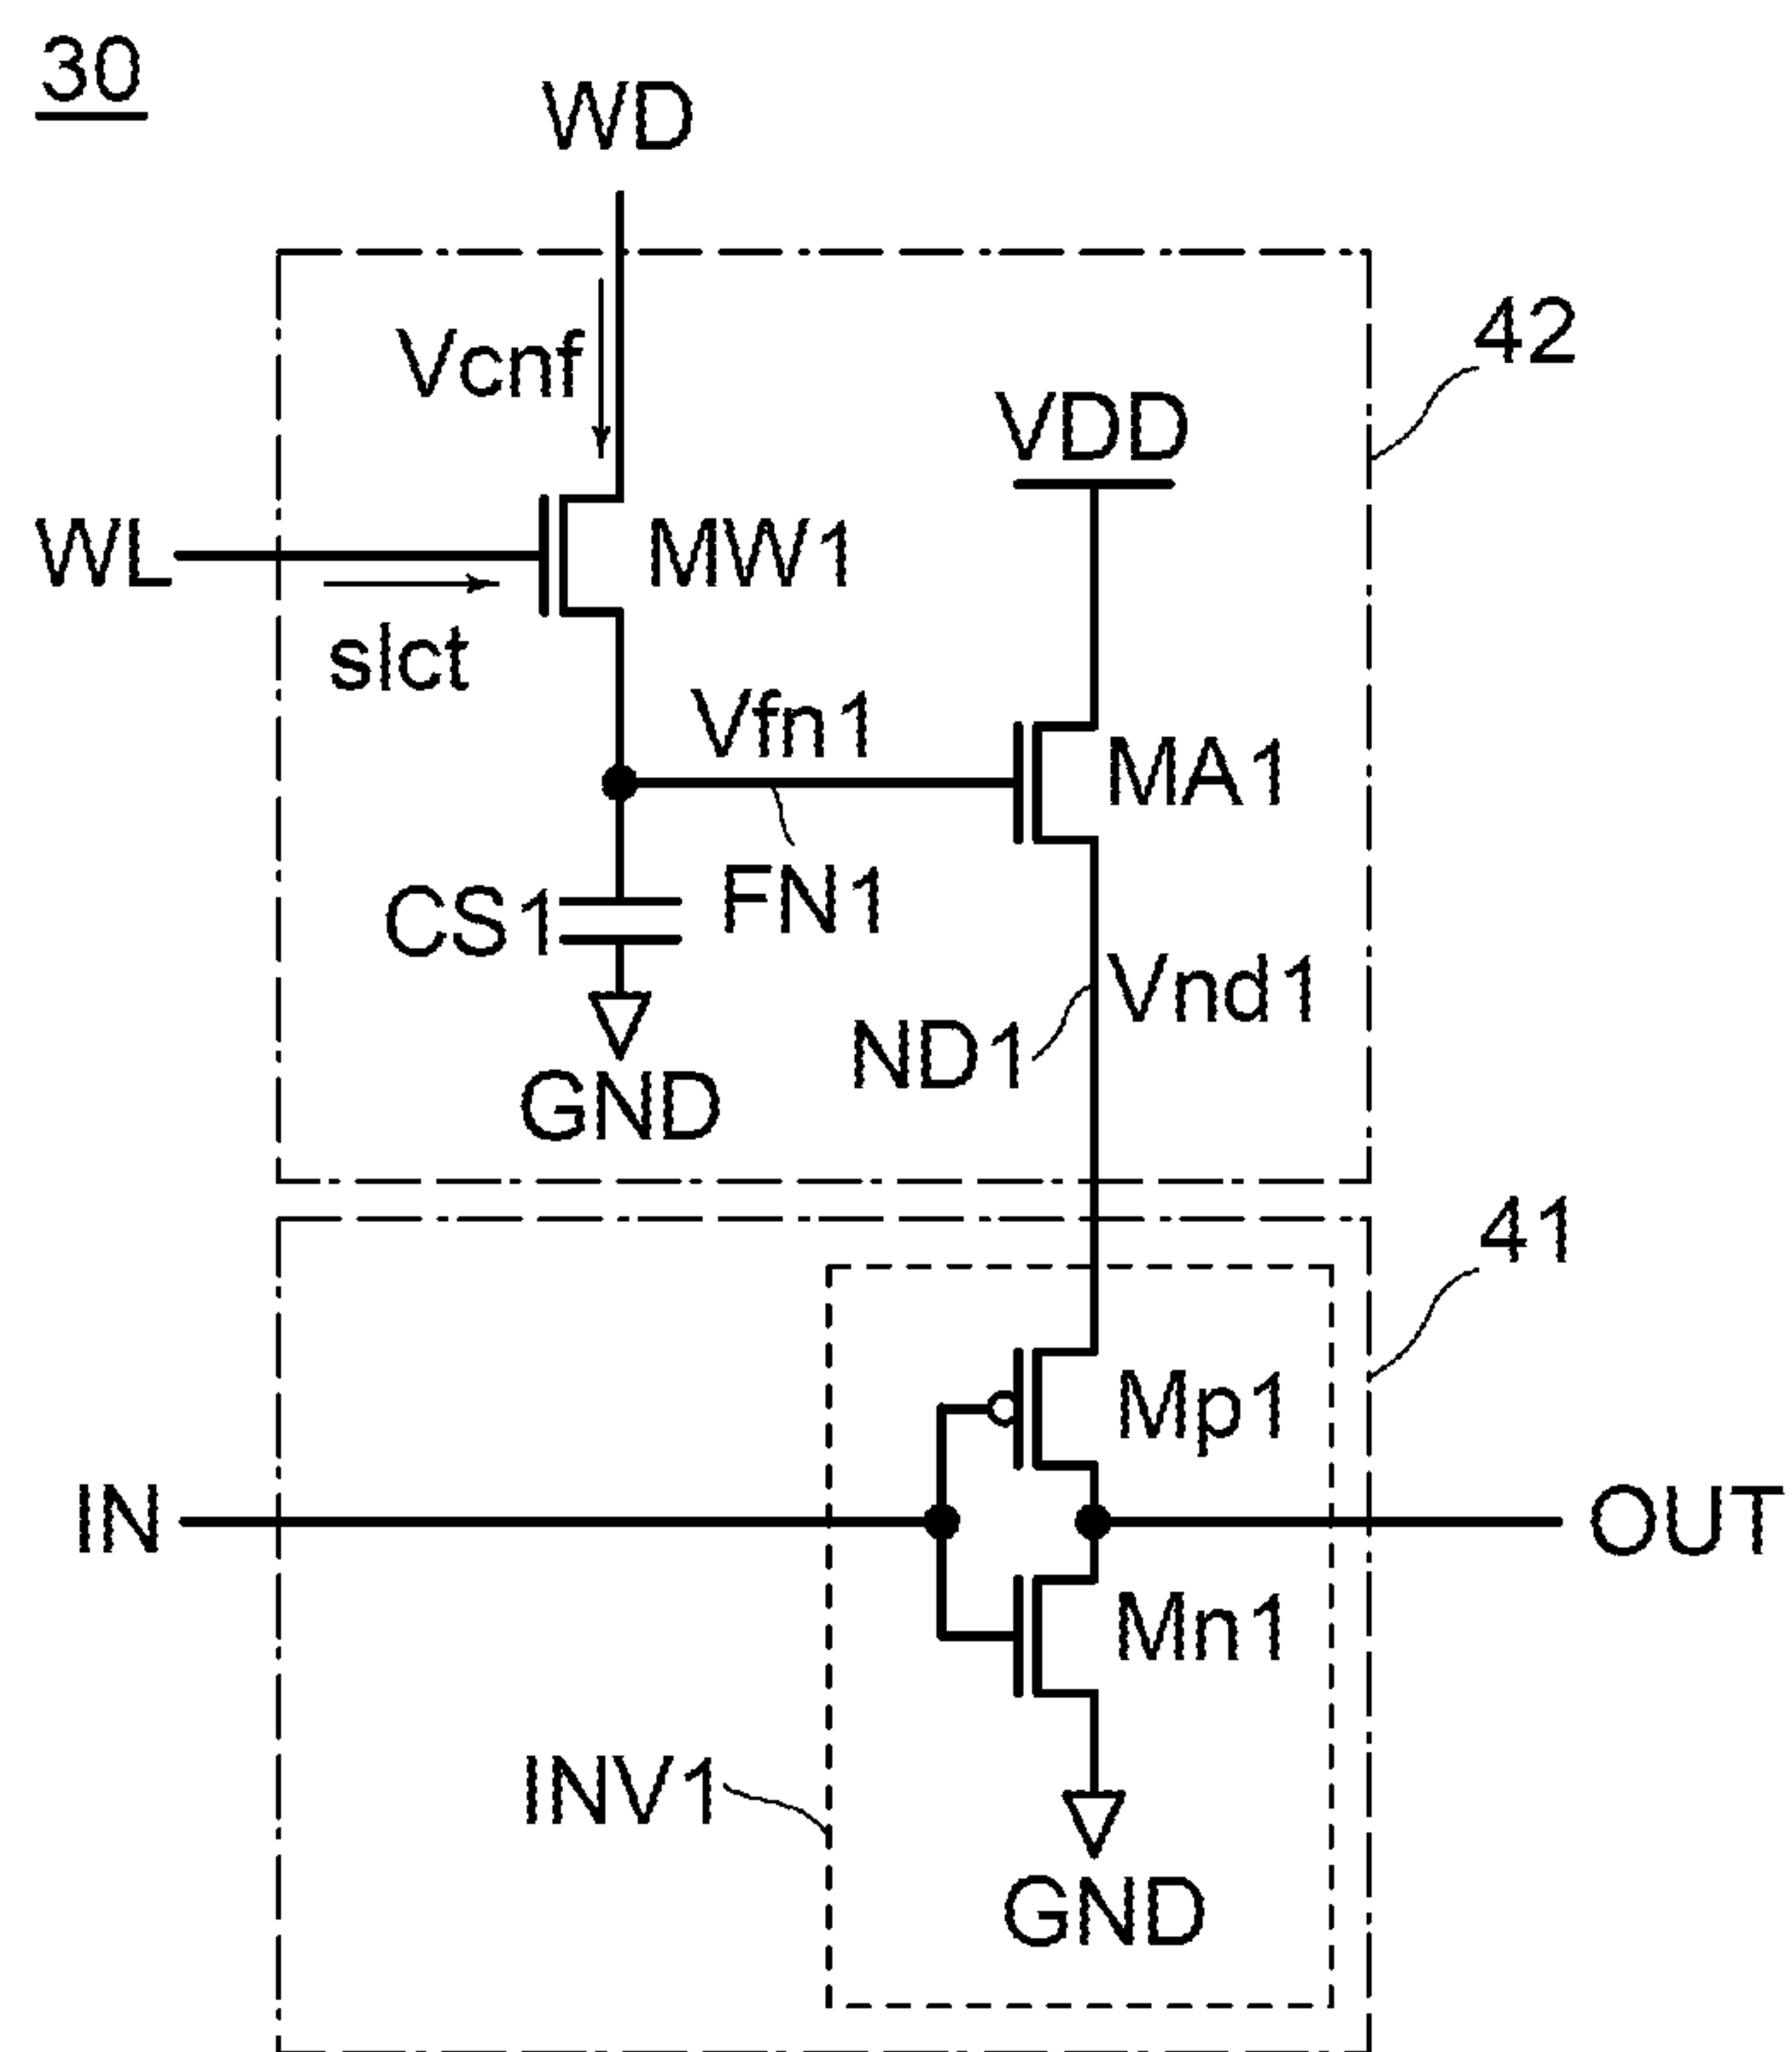 30
WD
42
Vcnf
VDD
WL
MW1
slct
Vfn1
MA1
CS1
FN1
Vnd1
ND1
GND
41
Mp1
IN
OUT
Mn1
INV1
GND